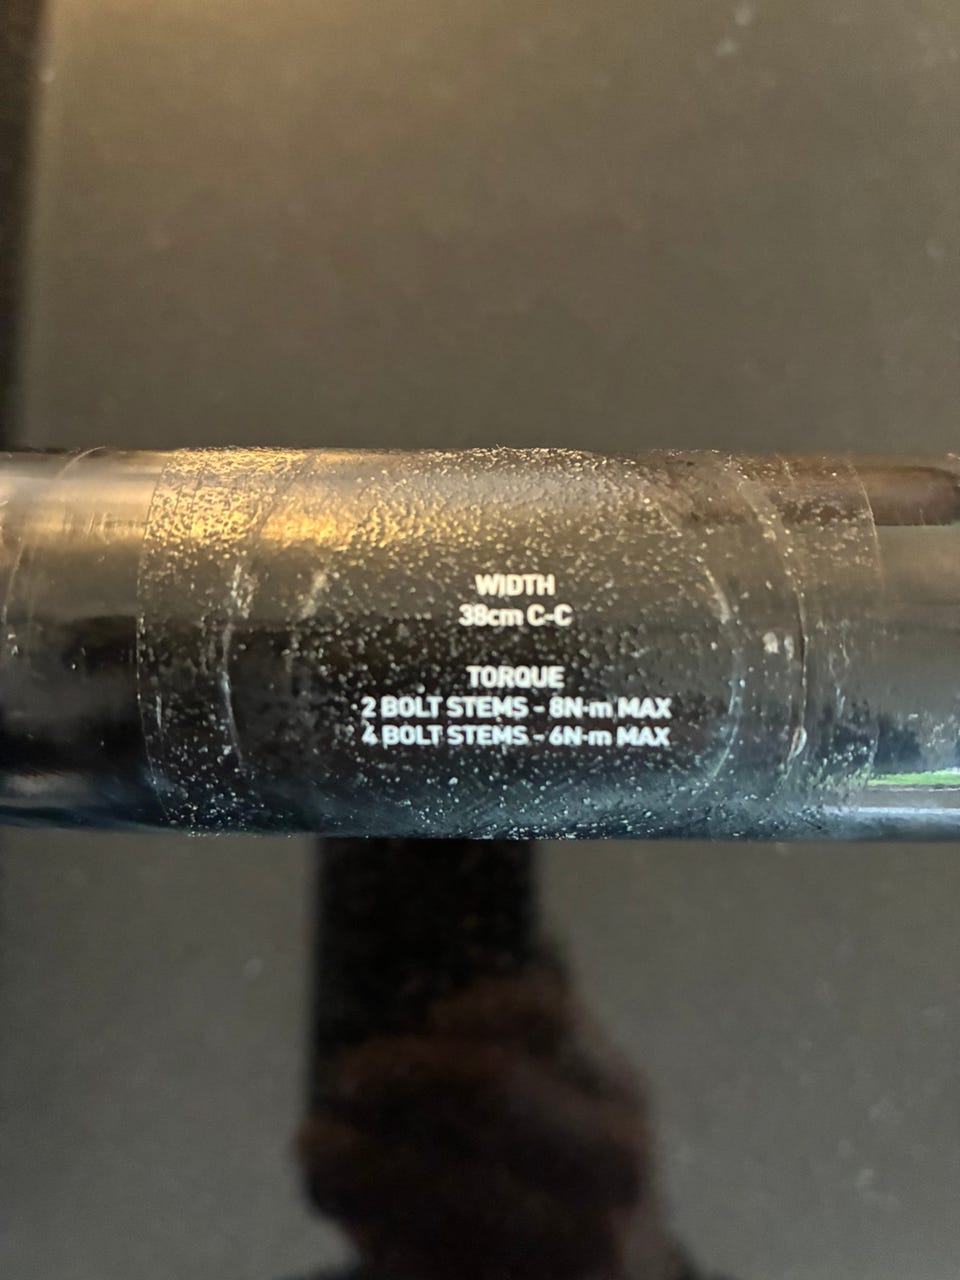 WIDTH
38cm C-C
TORQUE
2 BOLT STEMS - 8N-m MAX
4 BOLT STEMS - 6N-m MAX